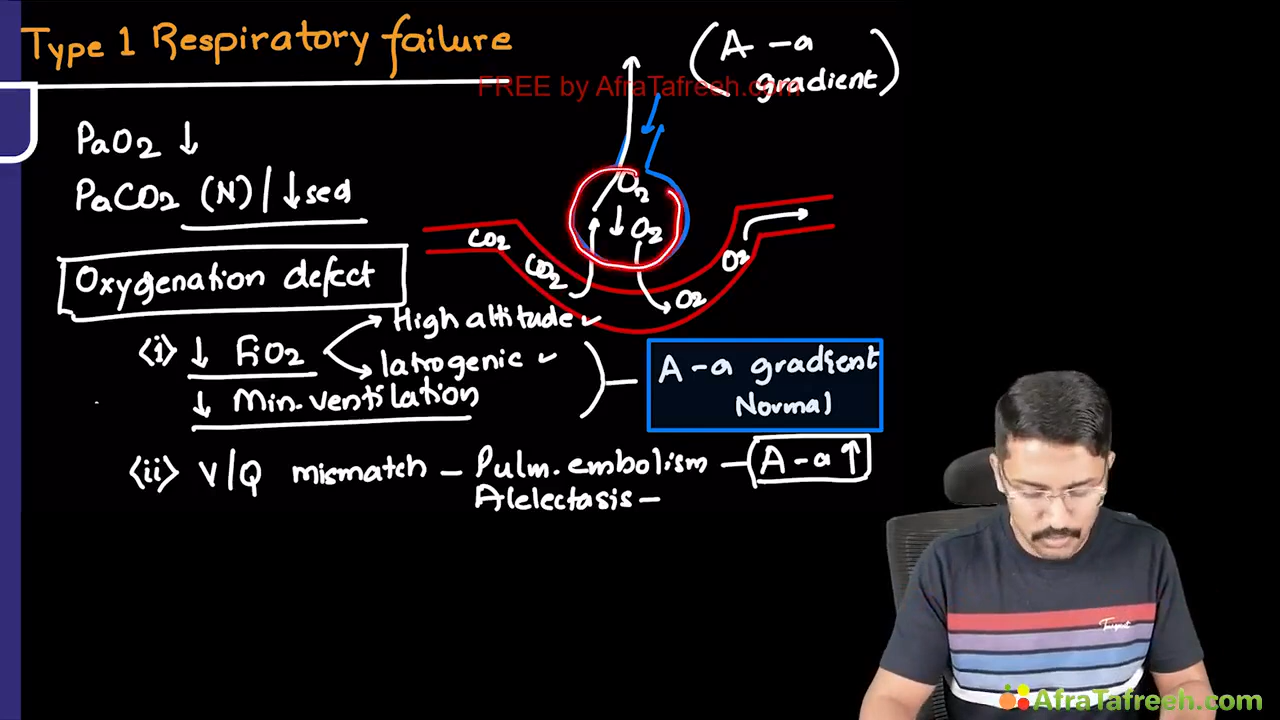 Type 1 Respiratory failure
(A-a gradient)
FREE by AfraTafreeh.com
PaO2 ↓
PaCO2 (N) / ↓sed
O2
↓ O2
CO2
CO2
O2
O2
Oxygenation defect
(i) ↓ FiO2
High altitude ✓
Iatrogenic ✓
↓ Min. ventilation
A-a gradient
Normal
(ii) V/Q mismatch - Pulm. embolism - A-a ↑
Atelectasis -
AfraTafreeh.com